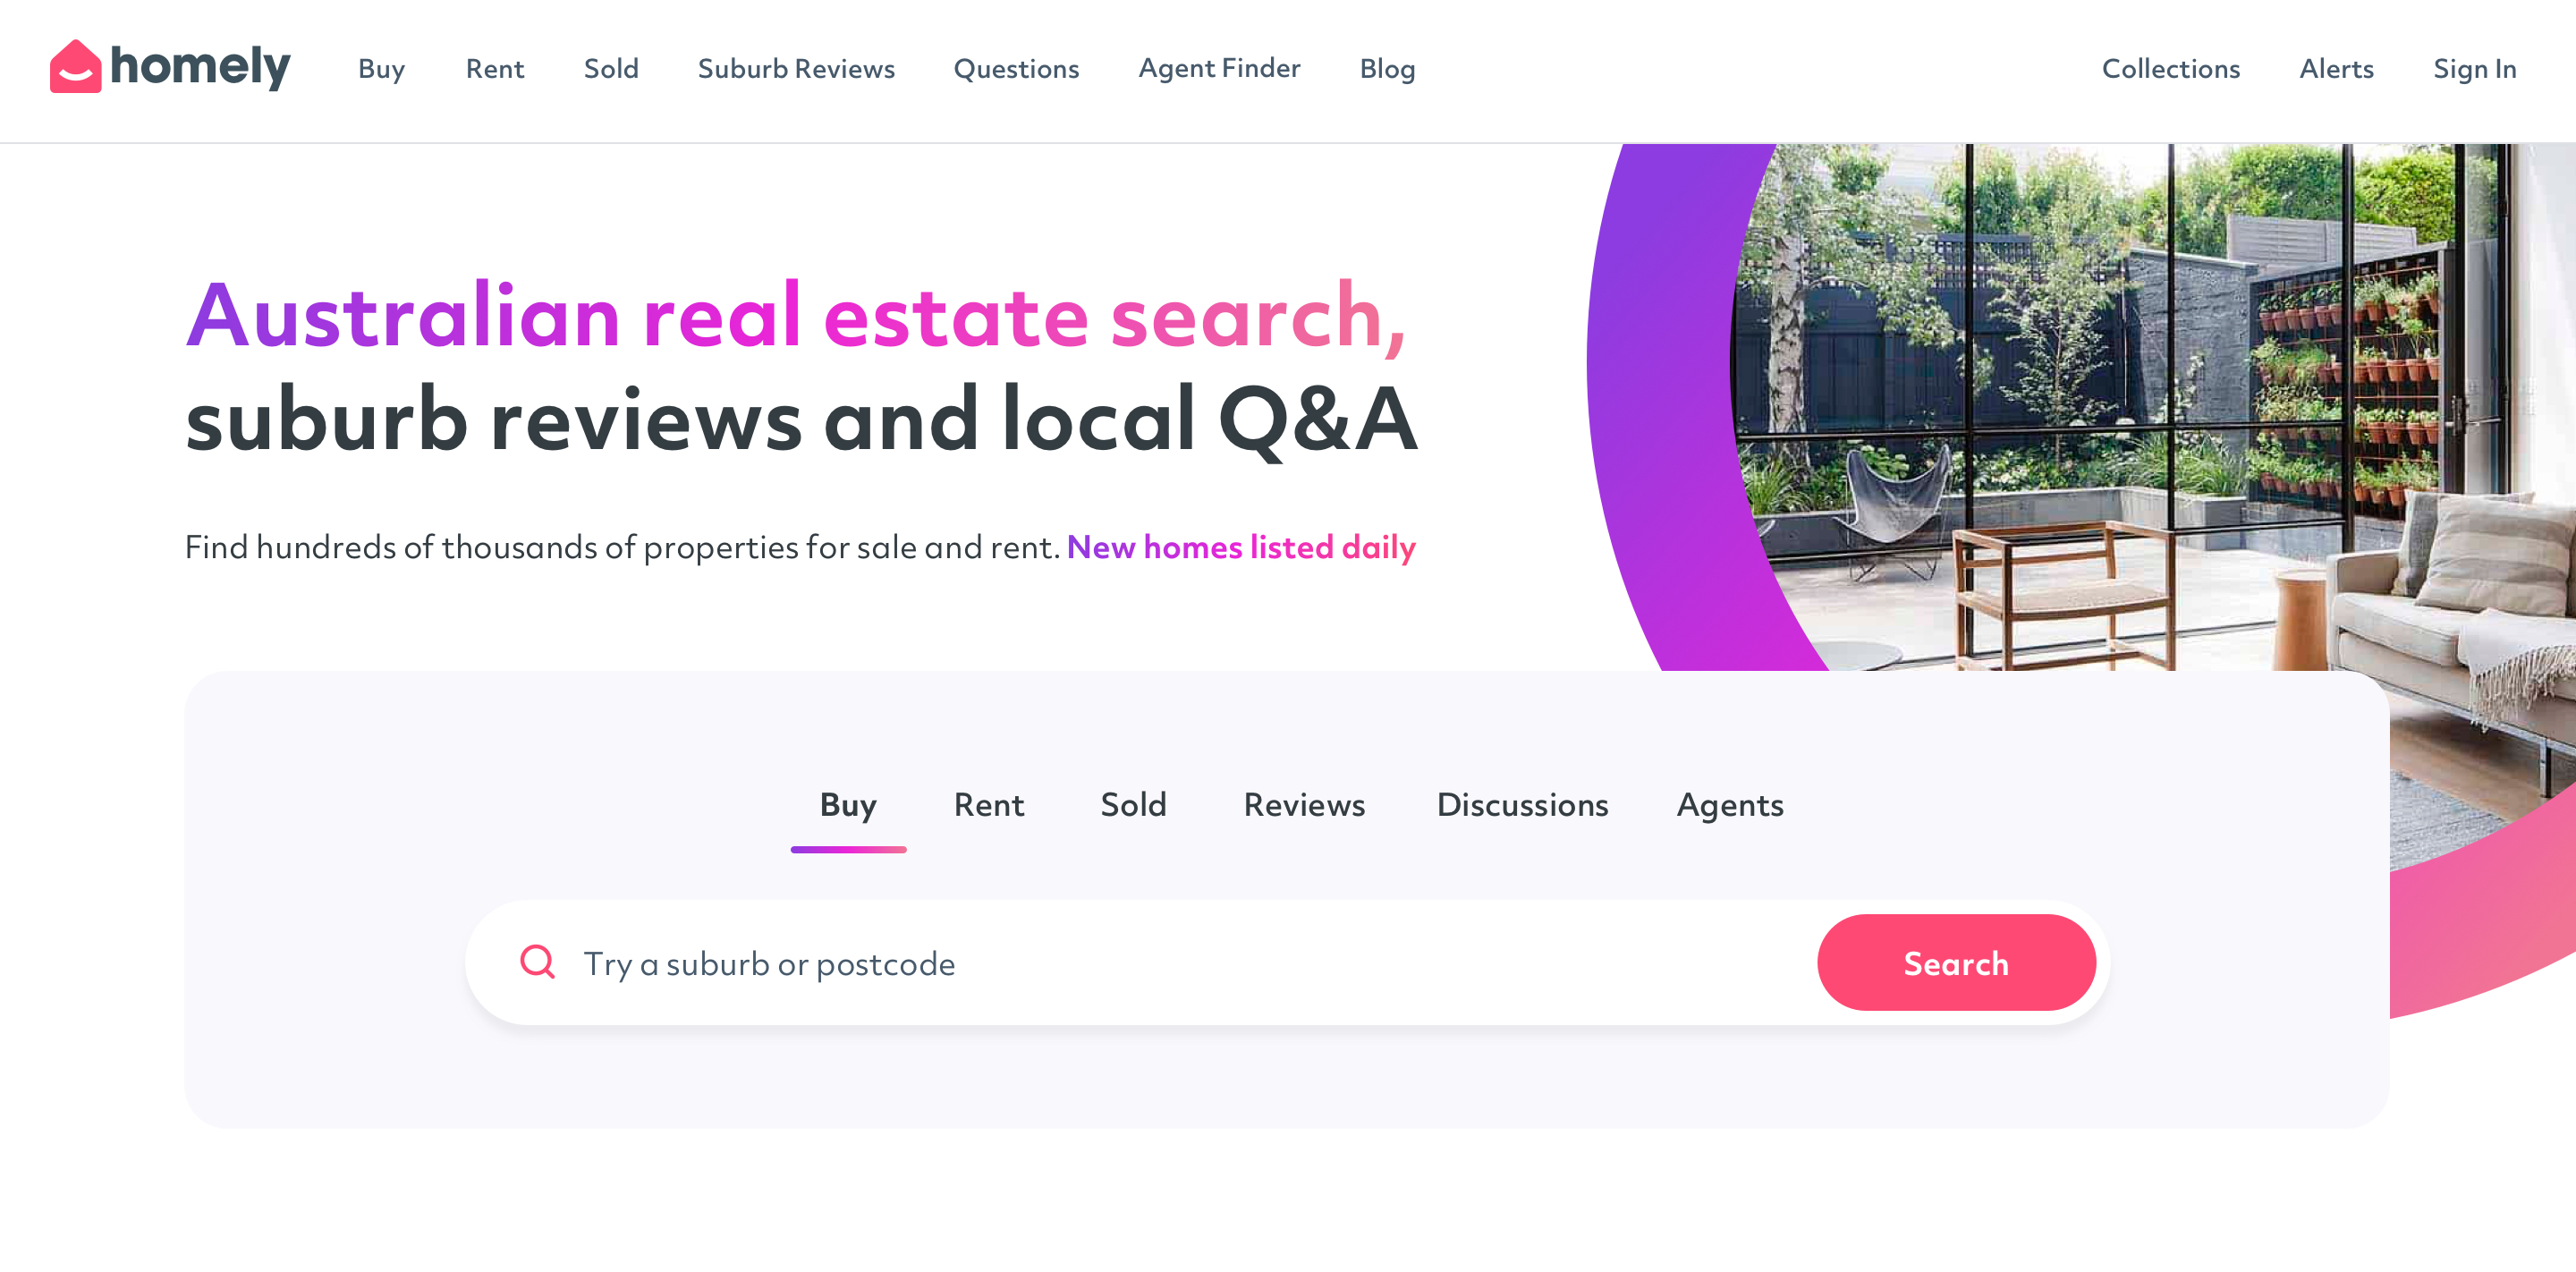 homely Buy Rent Sold Suburb Reviews Questions Agent Finder Blog Collections Alerts Sign In
Australian real estate search,
suburb reviews and local Q&A
Find hundreds of thousands of properties for sale and rent. New homes listed daily
Buy Rent Sold Reviews Discussions Agents
Try a suburb or postcode Search